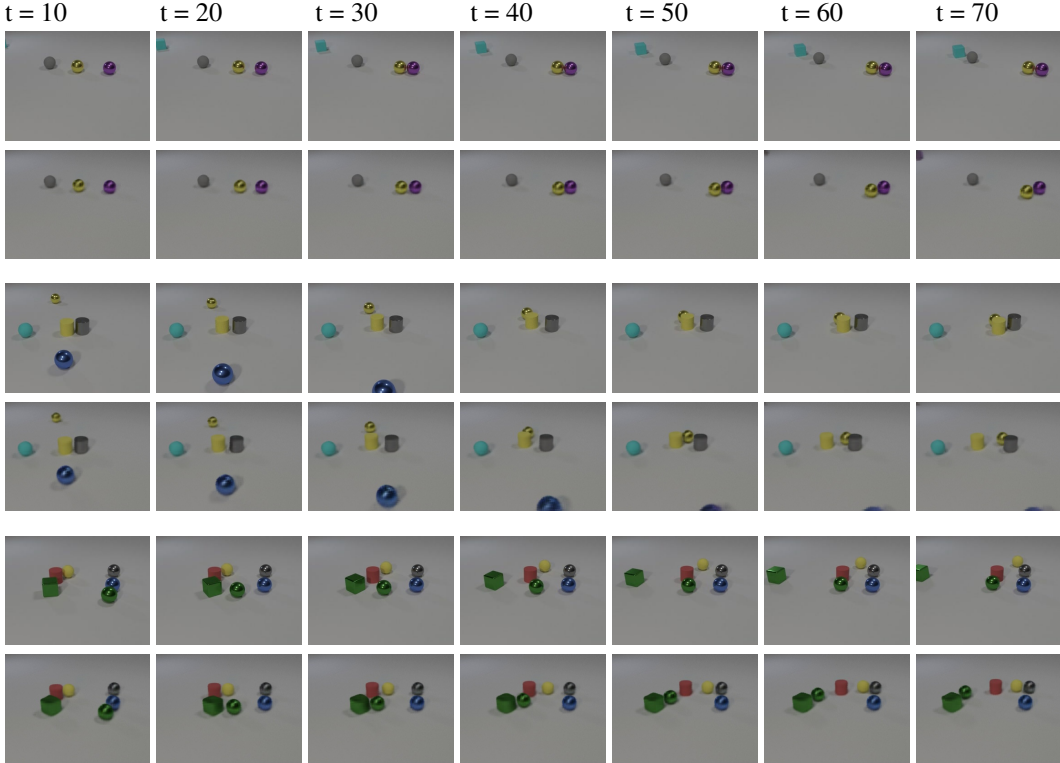 t = 10 t = 20 t = 30 t = 40 t = 50 t = 60 t = 70